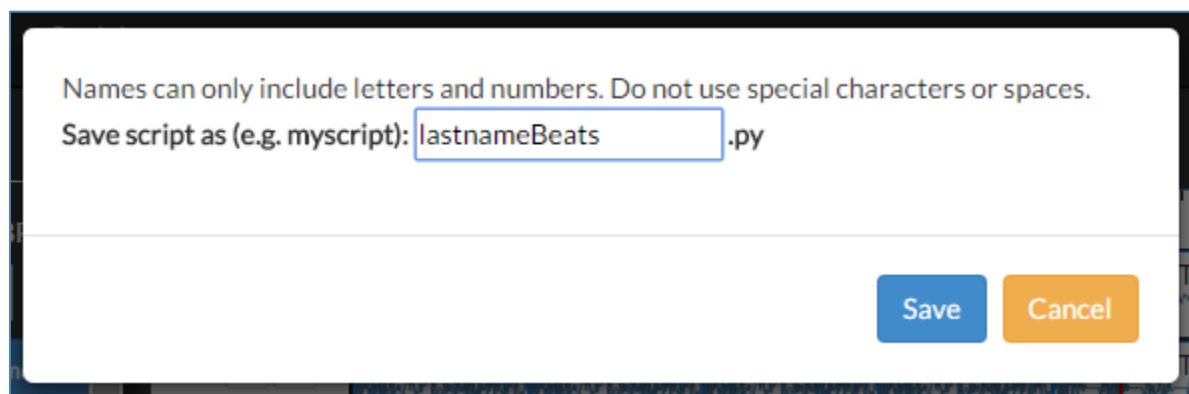 Names can only include letters and numbers. Do not use special characters or spaces.
Save script as (e.g. myscript): lastnameBeats .py
Save Cancel